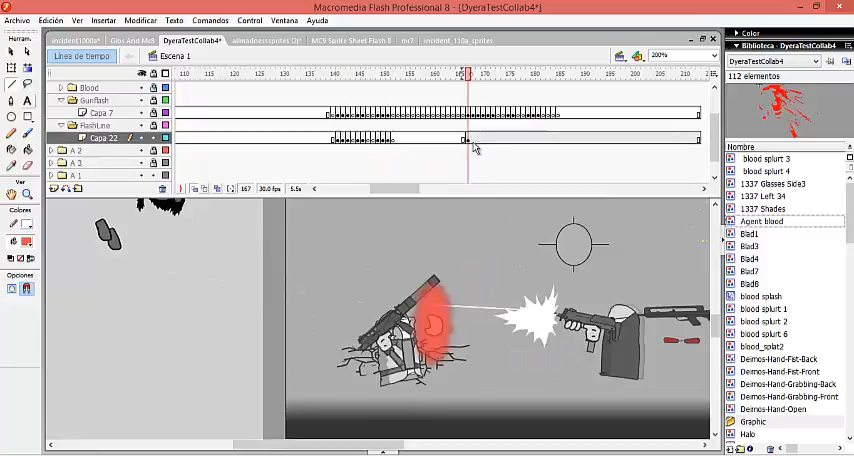 Macromedia Flash Professional 8 - [DyeraTestCollab4*]
Archivo Edición Ver Insertar Modificar Texto Comandos Control Ventana Ayuda
Herram.
Ver
Colores
Opciones
incident1000a* Gibs And Mc8 DyeraTestCollab4* allmadnesssprites (2)* MC9 Sprite Sheet Flash 8 mc7 incident_110a_sprites
Línea de tiempo Escena 1 200%
110 115 120 125 130 135 140 145 150 155 160 165 170 175 180 185 190 195 200 205 210
Blood
Gunflash
Capa 7
FlashLine
Capa 22
A 2
A 3
A 1
167 30.0 fps 5.5s
Color
Biblioteca - DyeraTestCollab4*
DyeraTestCollab4*
112 elementos
Nombre
blood splurt 3
blood splurt 4
1337 Glasses Side3
1337 Left 34
1337 Shades
Agent blood
Blad1
Blad3
Blad4
Blad7
Blad8
blood splash
blood splurt 1
blood splurt 2
blood splurt 6
blood_splat2
Deimos-Hand-Fist-Back
Deimos-Hand-Fist-Front
Deimos-Hand-Grabbing-Back
Deimos-Hand-Grabbing-Front
Deimos-Hand-Open
Graphic
Halo